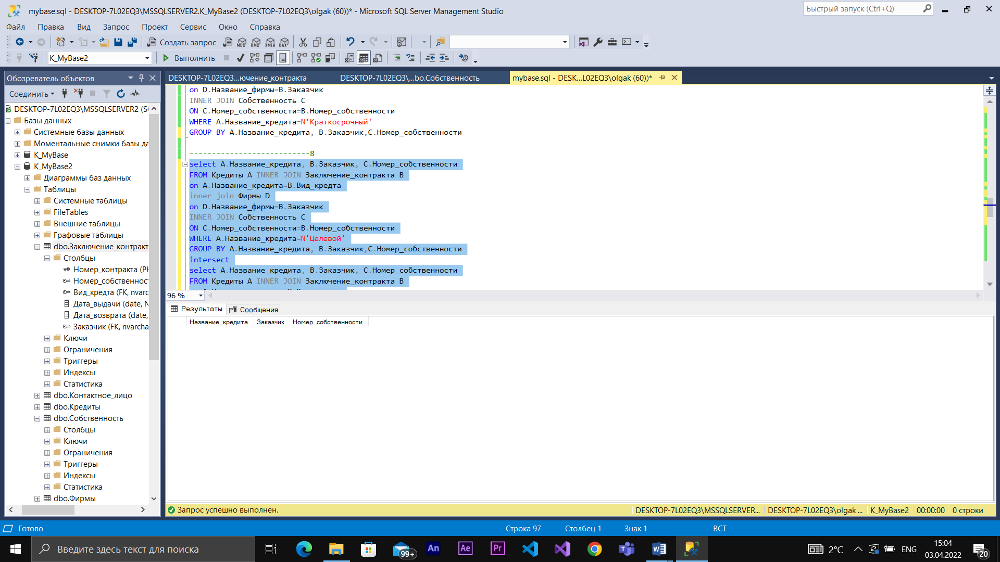 mybase.sql - DESKTOP-7L02EQ3\MSSQLSERVER2.K_MyBase2 (DESKTOP-7L02EQ3\olgak (60))* - Microsoft SQL Server Management Studio
Быстрый запуск (Ctrl+Q)
Файл Правка Вид Запрос Проект Сервис Окно Справка
Создать запрос MDX DMX XMLA DAX
K_MyBase2 Выполнить
Обозреватель объектов
Соединить
DESKTOP-7L02EQ3\MSSQLSERVER2 (S
Базы данных
Системные базы данных
Моментальные снимки базы да
K_MyBase
K_MyBase2
Диаграммы баз данных
Таблицы
Системные таблицы
FileTables
Внешние таблицы
Графовые таблицы
dbo.Заключение_контракт
Столбцы
Номер_контракта (PK
Номер_собственнос
Вид_кредта (FK, nvarc
Дата_выдачи (date, N
Дата_возврата (date,
Заказчик (FK, nvarcha
Ключи
Ограничения
Триггеры
Индексы
Статистика
dbo.Контактное_лицо
dbo.Кредиты
dbo.Собственность
Столбцы
Ключи
Ограничения
Триггеры
Индексы
Статистика
dbo.Фирмы
DESKTOP-7L02EQ3...ючение_контракта DESKTOP-7L02EQ3\...bo.Собственность mybase.sql - DESK...L02EQ3\olgak (60))*
on D.Название_фирмы=B.Заказчик
INNER JOIN Собственность C
ON C.Номер_собственности=B.Номер_собственности
WHERE A.Название_кредита=N'Краткосрочный'
GROUP BY A.Название_кредита, B.Заказчик,C.Номер_собственности
---------------------------8
select A.Название_кредита, B.Заказчик, C.Номер_собственности
FROM Кредиты A INNER JOIN Заключение_контракта B
on A.Название_кредита=B.Вид_кредта
inner join Фирмы D
on D.Название_фирмы=B.Заказчик
INNER JOIN Собственность C
ON C.Номер_собственности=B.Номер_собственности
WHERE A.Название_кредита=N'Целевой'
GROUP BY A.Название_кредита, B.Заказчик,C.Номер_собственности
intersect
select A.Название_кредита, B.Заказчик, C.Номер_собственности
FROM Кредиты A INNER JOIN Заключение_контракта B
96 %
Результаты Сообщения
Название_кредита Заказчик Номер_собственности
Запрос успешно выполнен. DESKTOP-7L02EQ3\MSSQLSERVER... DESKTOP-7L02EQ3\olgak ... K_MyBase2 00:00:00 0 строки
Готово Строка 97 Столбец 1 Знак 1 ВСТ
Введите здесь текст для поиска 99+ An Ae Pr 2°C ENG 15:04
03.04.2022 20